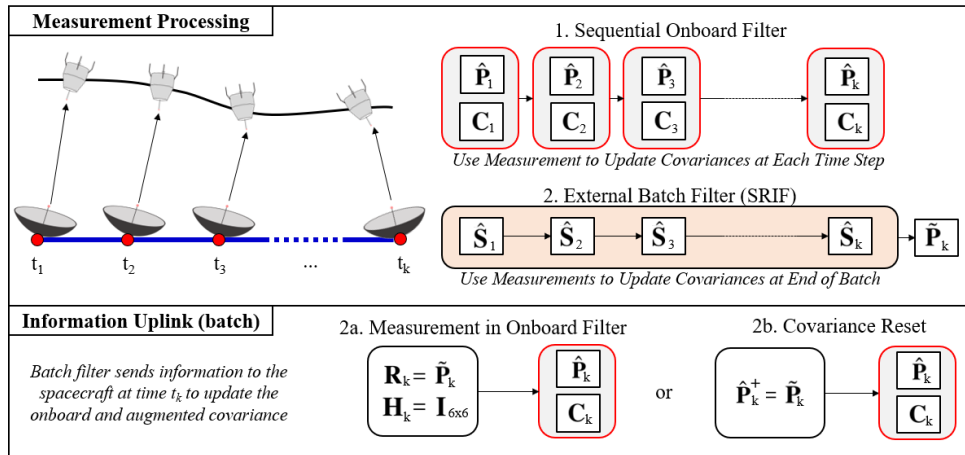 Measurement Processing
t₁ t₂ t₃ ... tₖ
1. Sequential Onboard Filter
P̂₁ P̂₂ P̂₃ P̂ₖ
C₁ C₂ C₃ Cₖ
Use Measurement to Update Covariances at Each Time Step
2. External Batch Filter (SRIF)
Ŝ₁ Ŝ₂ Ŝ₃ Ŝₖ P̃ₖ
Use Measurements to Update Covariances at End of Batch
Information Uplink (batch)
Batch filter sends information to the
spacecraft at time tₖ to update the
onboard and augmented covariance
2a. Measurement in Onboard Filter
Rₖ = P̃ₖ
Hₖ = I₆ₓ₆
P̂ₖ
Cₖ
or
2b. Covariance Reset
P̂ₖ⁺ = P̃ₖ
P̂ₖ
Cₖ